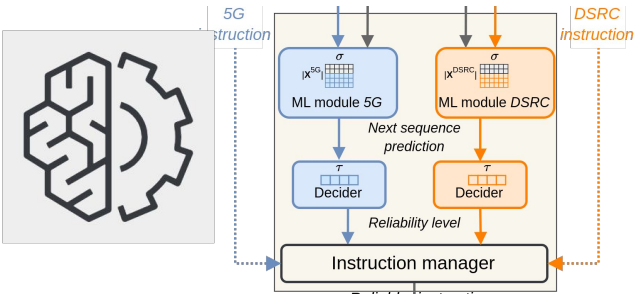 5G
instruction
DSRC
instruction
σ
|X^5G|
ML module 5G
σ
|X^DSRC|
ML module DSRC
Next sequence
prediction
τ
Decider
τ
Decider
Reliability level
Instruction manager